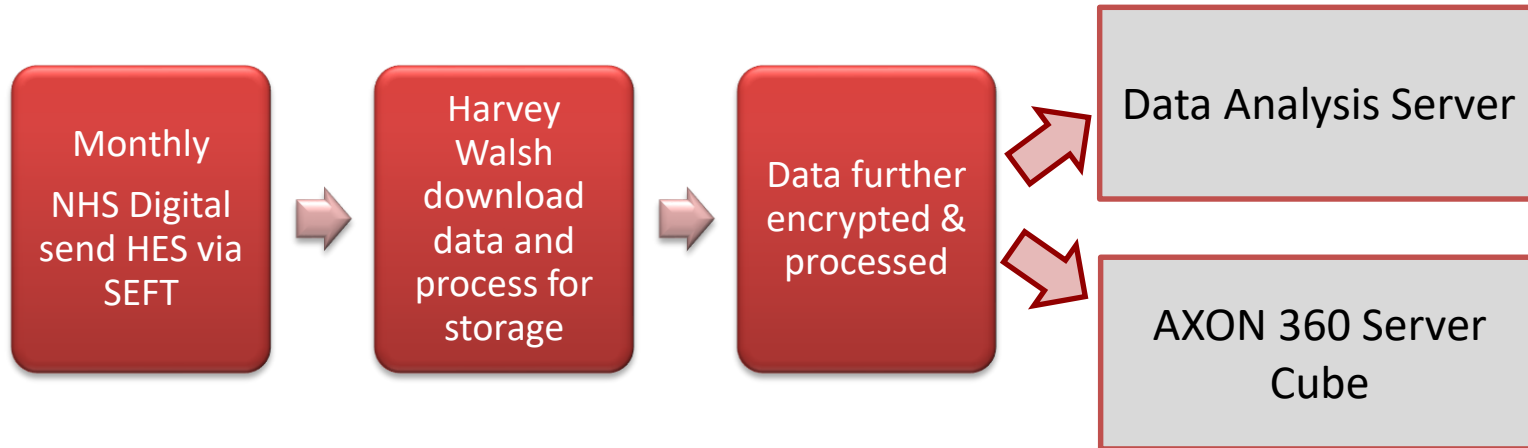 Monthly
NHS Digital
send HES via
SEFT
Harvey
Walsh
download
data and
process for
storage
Data further
encrypted &
processed
Data Analysis Server
AXON 360 Server
Cube